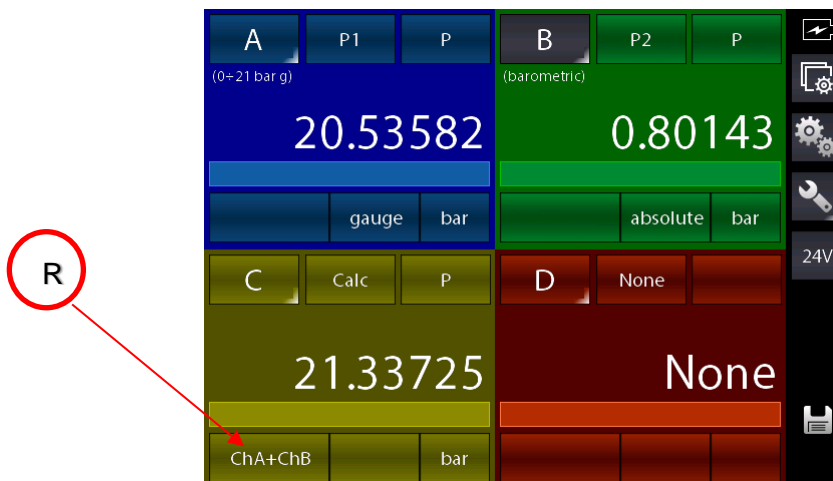 A P1 P
(0÷21 bar g)
20.53582
gauge bar
B P2 P
(barometric)
0.80143
absolute bar
R
C Calc P
21.33725
ChA+ChB bar
D None
None
24V